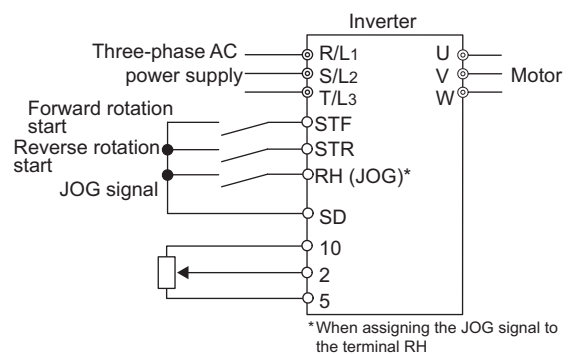 Inverter
Three-phase AC
power supply
R/L1
S/L2
T/L3
U
V
W
Motor
Forward rotation
start
STF
Reverse rotation
start
STR
JOG signal
RH (JOG)*
SD
10
2
5
*When assigning the JOG signal to
the terminal RH